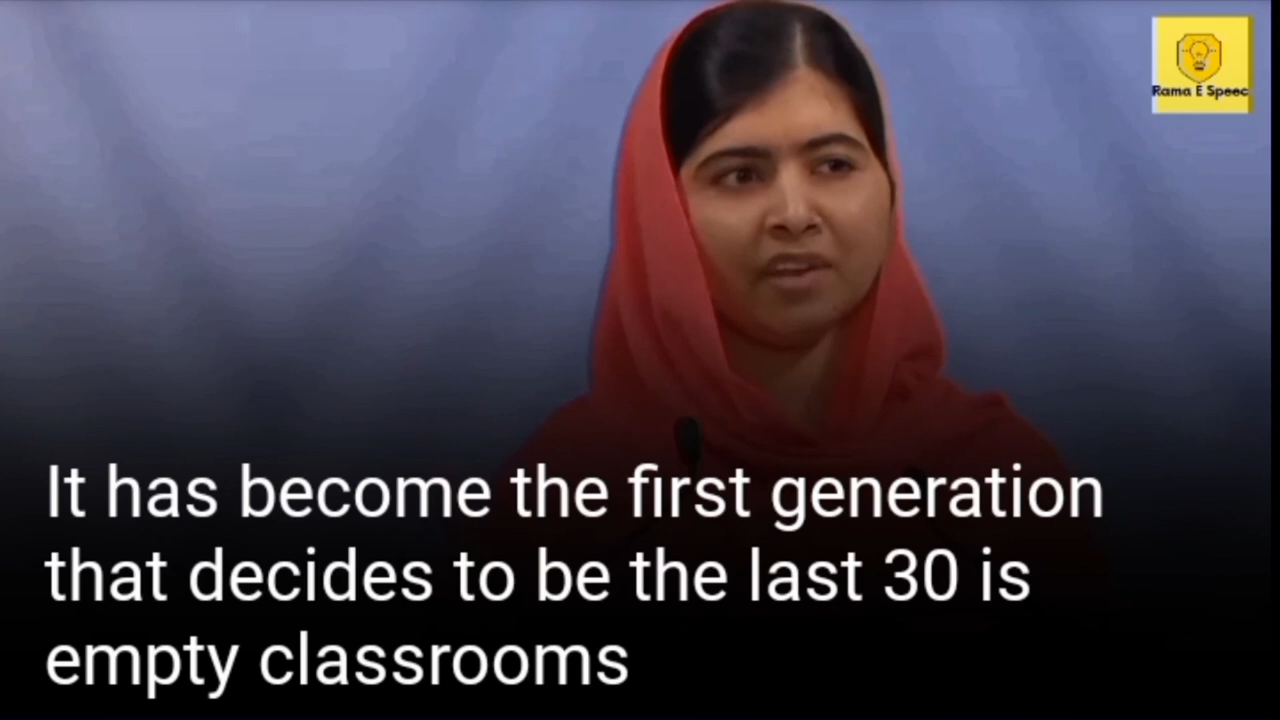 Rama E Speec
It has become the first generation
that decides to be the last 30 is
empty classrooms